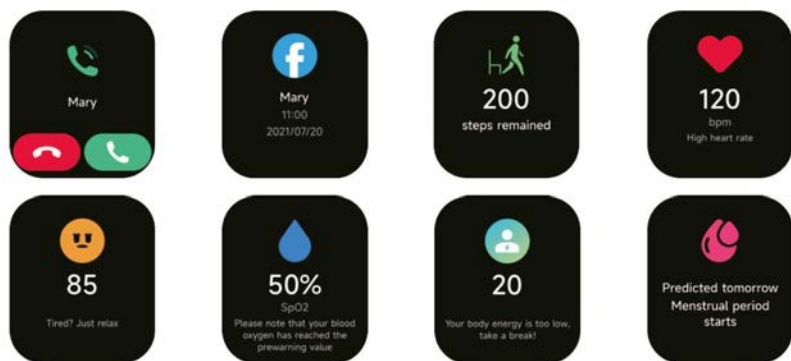 Mary
Mary
11:00
2021/07/20
200
steps remained
120
bpm
High heart rate
85
Tired? Just relax
50%
SpO2
Please note that your blood
oxygen has reached the
prewarning value
20
Your body energy is too low,
take a break!
Predicted tomorrow
Menstrual period
starts